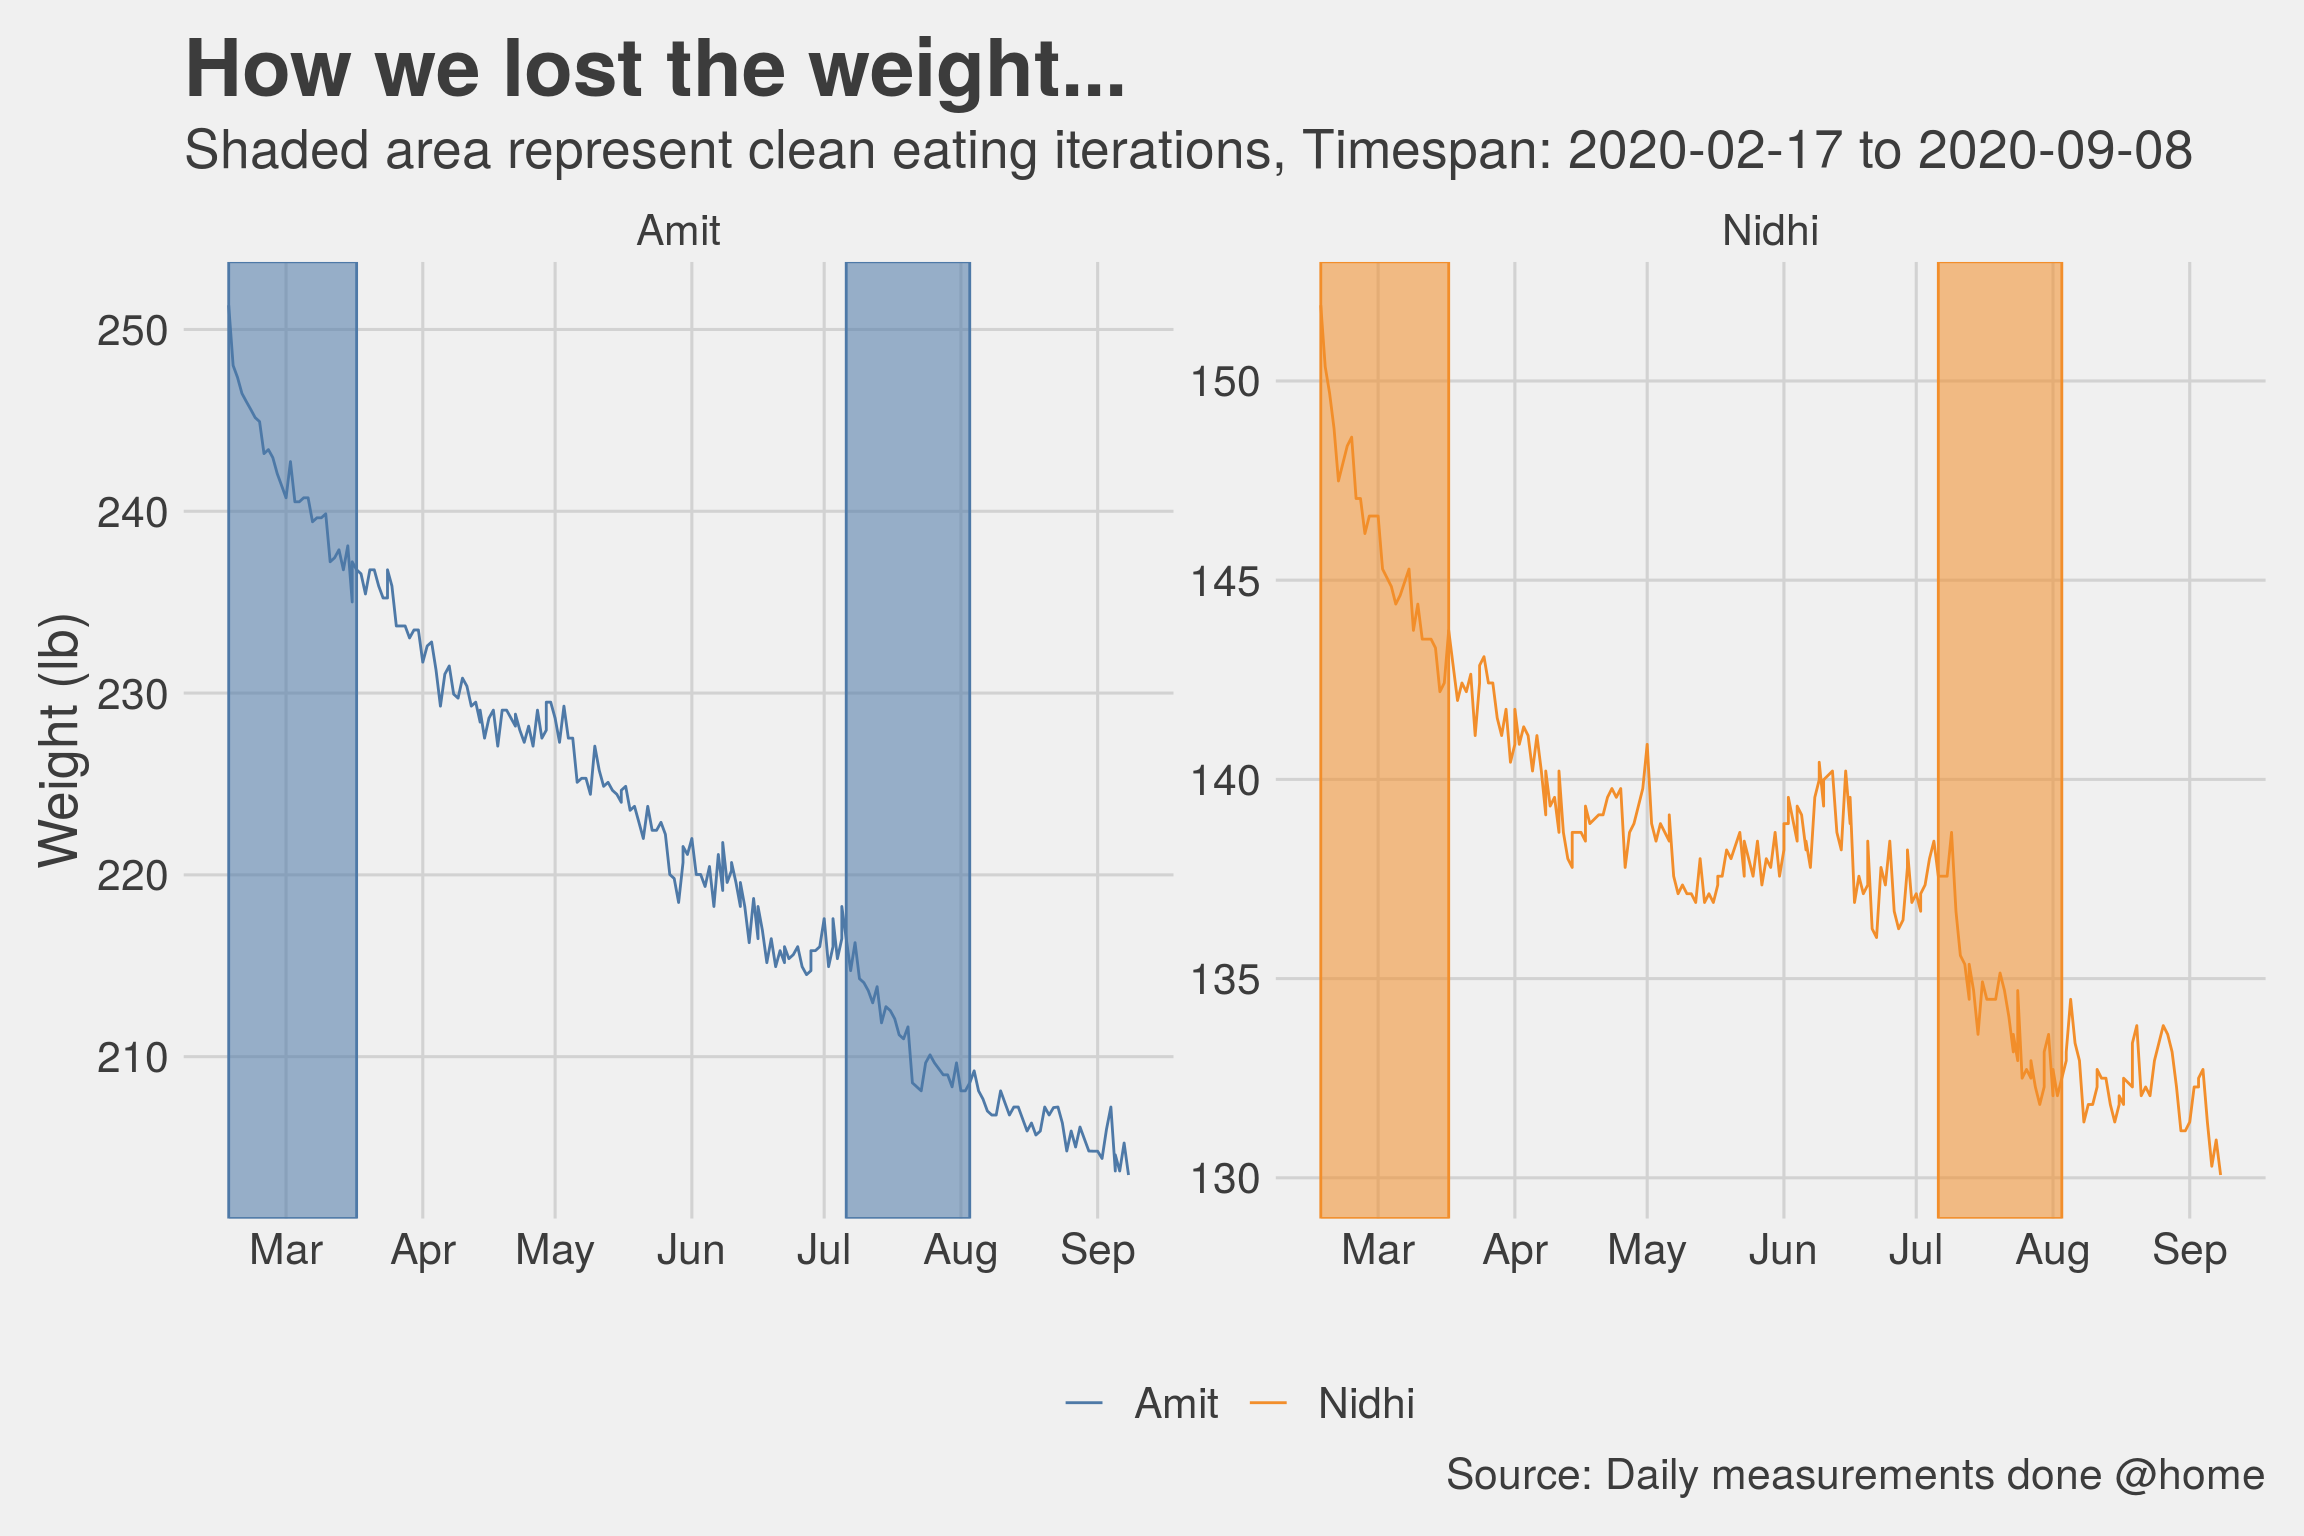 How we lost the weight...
Shaded area represent clean eating iterations, Timespan: 2020-02-17 to 2020-09-08
Amit
Nidhi
Weight (lb)
250
240
230
220
210
150
145
140
135
130
Mar Apr May Jun Jul Aug Sep
Mar Apr May Jun Jul Aug Sep
Amit Nidhi
Source: Daily measurements done @home